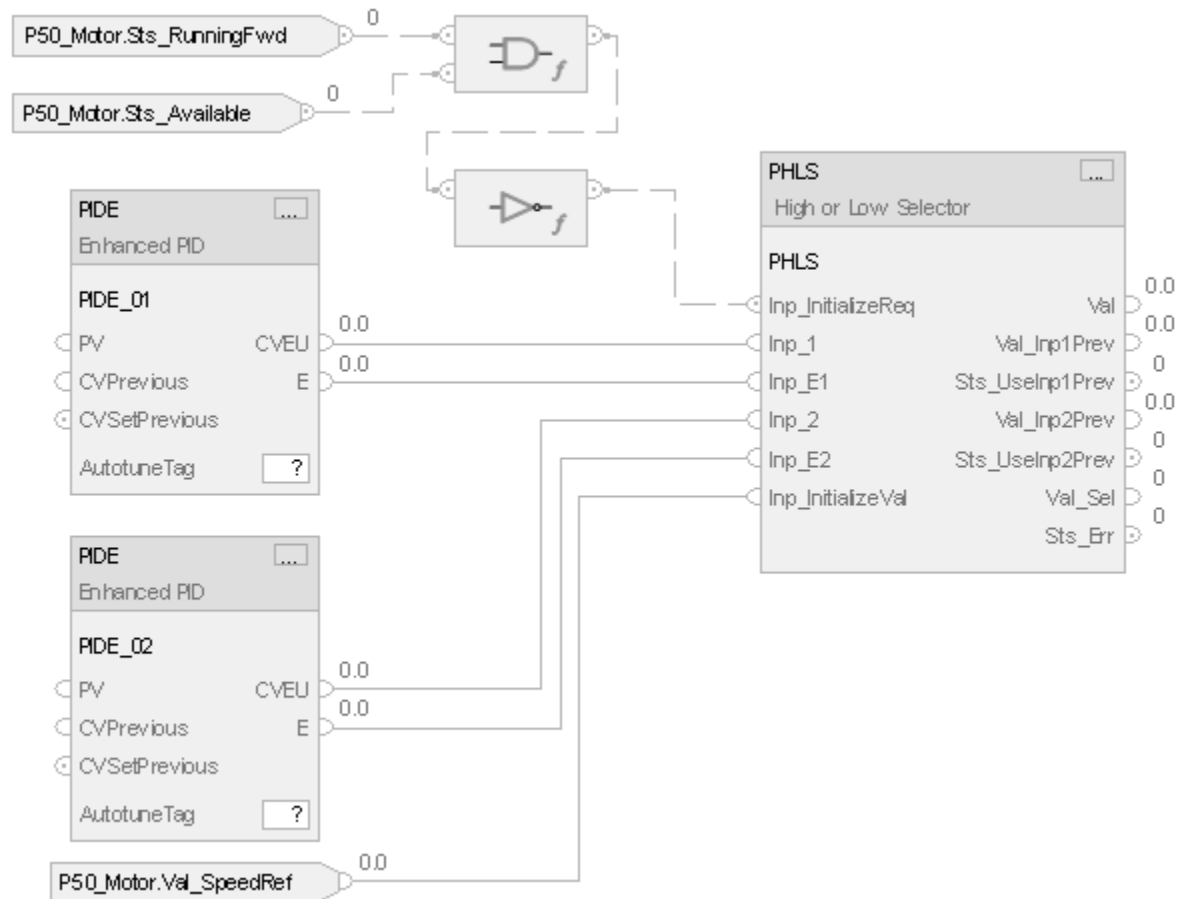 P50_Motor.Sts_RunningFwd
0
P50_Motor.Sts_Available
0
f
f
PIDE
...
Enhanced PID
PIDE_01
PV
CVEU
0.0
CVPrevious
E
0.0
CVSetPrevious
AutotuneTag
?
PIDE
...
Enhanced PID
PIDE_02
PV
CVEU
0.0
CVPrevious
E
0.0
CVSetPrevious
AutotuneTag
?
P50_Motor.Val_SpeedRef
0.0
PHLS
...
High or Low Selector
PHLS
Inp_InitializeReq
Val
0.0
Inp_1
Val_Inp1Prev
0.0
Inp_E1
Sts_UseInp1Prev
0
Inp_2
Val_Inp2Prev
0.0
Inp_E2
Sts_UseInp2Prev
0
Inp_InitializeVal
Val_Sel
0
Sts_Err
0